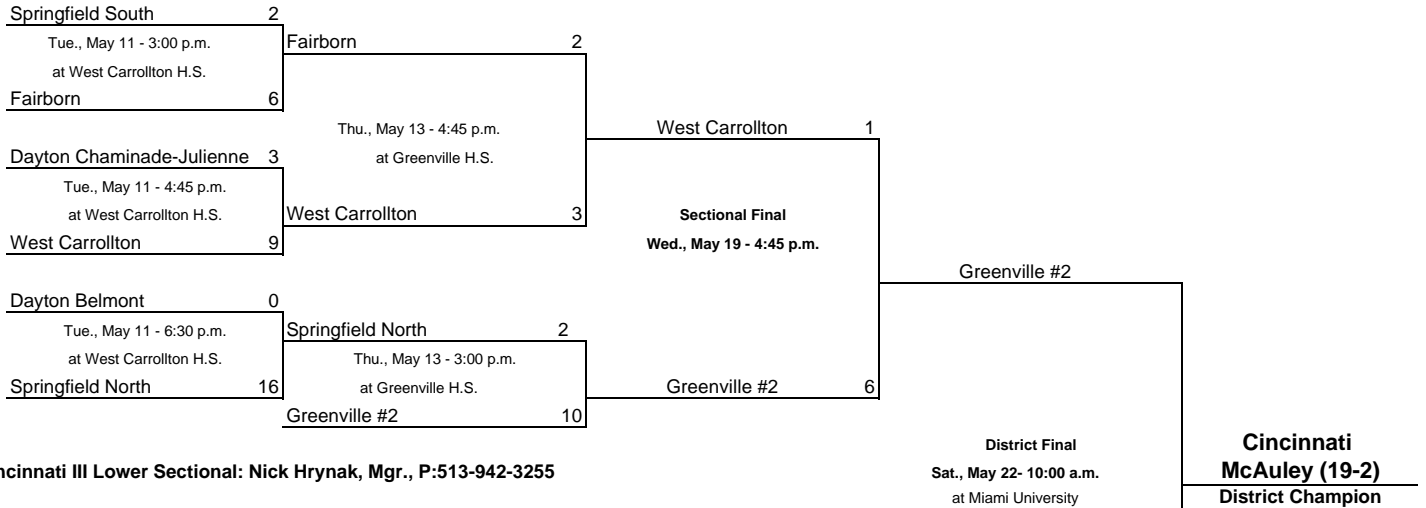 Springfield South 2
Tue., May 11 - 3:00 p.m.
at West Carrollton H.S.
Fairborn 6
Fairborn 2
Thu., May 13 - 4:45 p.m.
at Greenville H.S.
Dayton Chaminade-Julienne 3
Tue., May 11 - 4:45 p.m.
at West Carrollton H.S.
West Carrollton 9
West Carrollton 3
West Carrollton 1
Sectional Final
Wed., May 19 - 4:45 p.m.
Dayton Belmont 0
Tue., May 11 - 6:30 p.m.
at West Carrollton H.S.
Springfield North 16
Springfield North 2
Thu., May 13 - 3:00 p.m.
at Greenville H.S.
Greenville #2 10
Greenville #2 6
Greenville #2
District Final
Sat., May 22- 10:00 a.m.
at Miami University
Cincinnati
McAuley (19-2)
District Champion
III Lower Sectional: Nick Hrynak, Mgr., P:513-942-3255